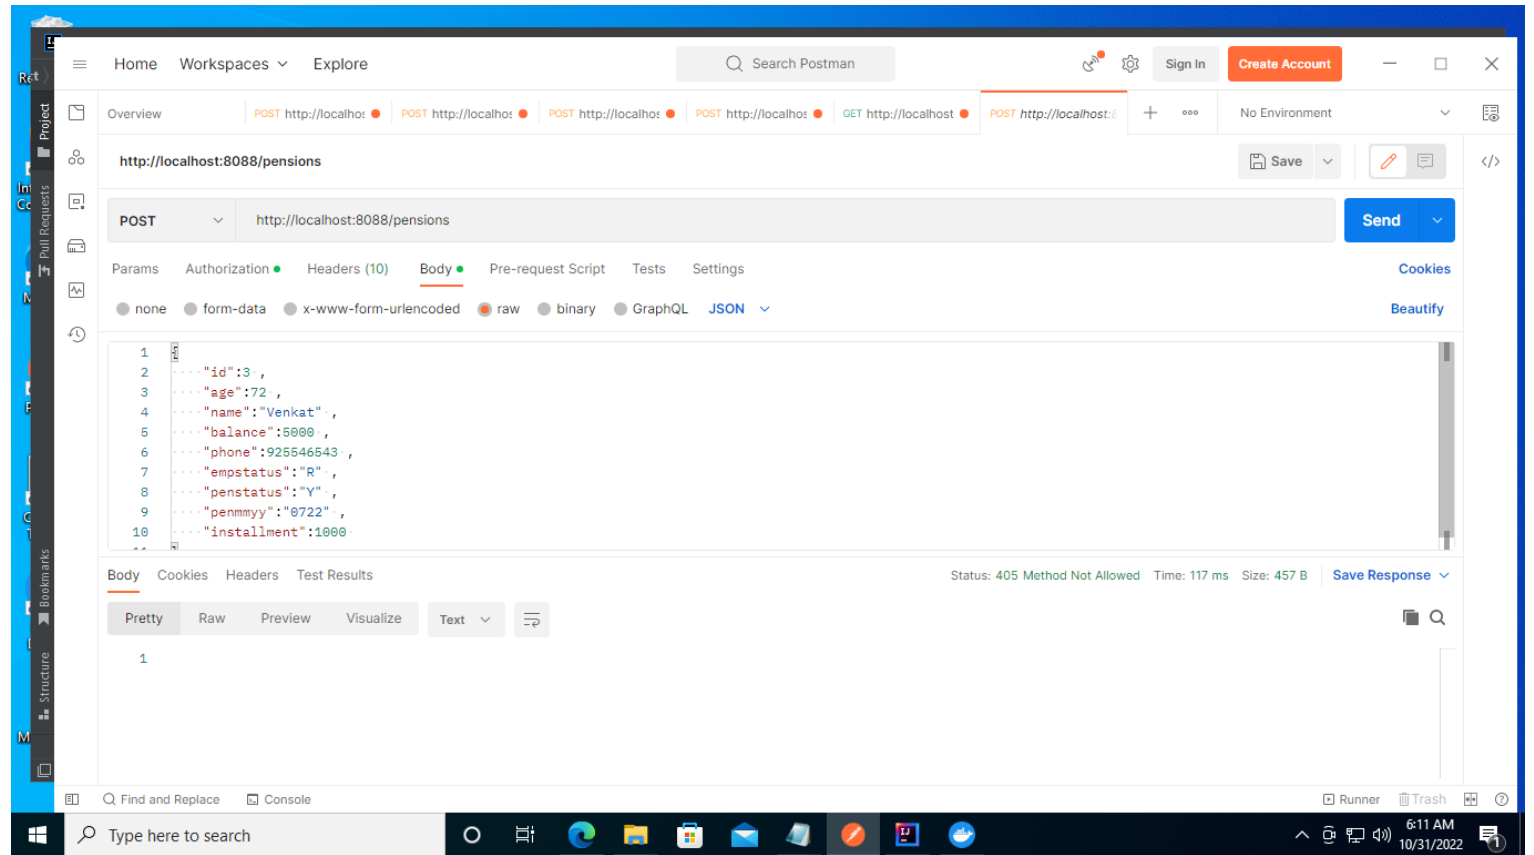 Home Workspaces Explore Search Postman Sign In Create Account
Overview POST http://localhos POST http://localhos POST http://localhos POST http://localhos GET http://localhost POST http://localhost: No Environment
http://localhost:8088/pensions Save
POST http://localhost:8088/pensions Send
Params Authorization Headers (10) Body Pre-request Script Tests Settings Cookies
none form-data x-www-form-urlencoded raw binary GraphQL JSON Beautify
1 {
2 "id":3 ,
3 "age":72 ,
4 "name":"Venkat" ,
5 "balance":5000 ,
6 "phone":925546543 ,
7 "empstatus":"R" ,
8 "penstatus":"Y" ,
9 "penmmyy":"0722" ,
10 "installment":1000
Body Cookies Headers Test Results Status: 405 Method Not Allowed Time: 117 ms Size: 457 B Save Response
Pretty Raw Preview Visualize Text
1
Find and Replace Console Runner Trash
Project
Pull Requests
Bookmarks
Structure
Type here to search
6:11 AM
10/31/2022
1